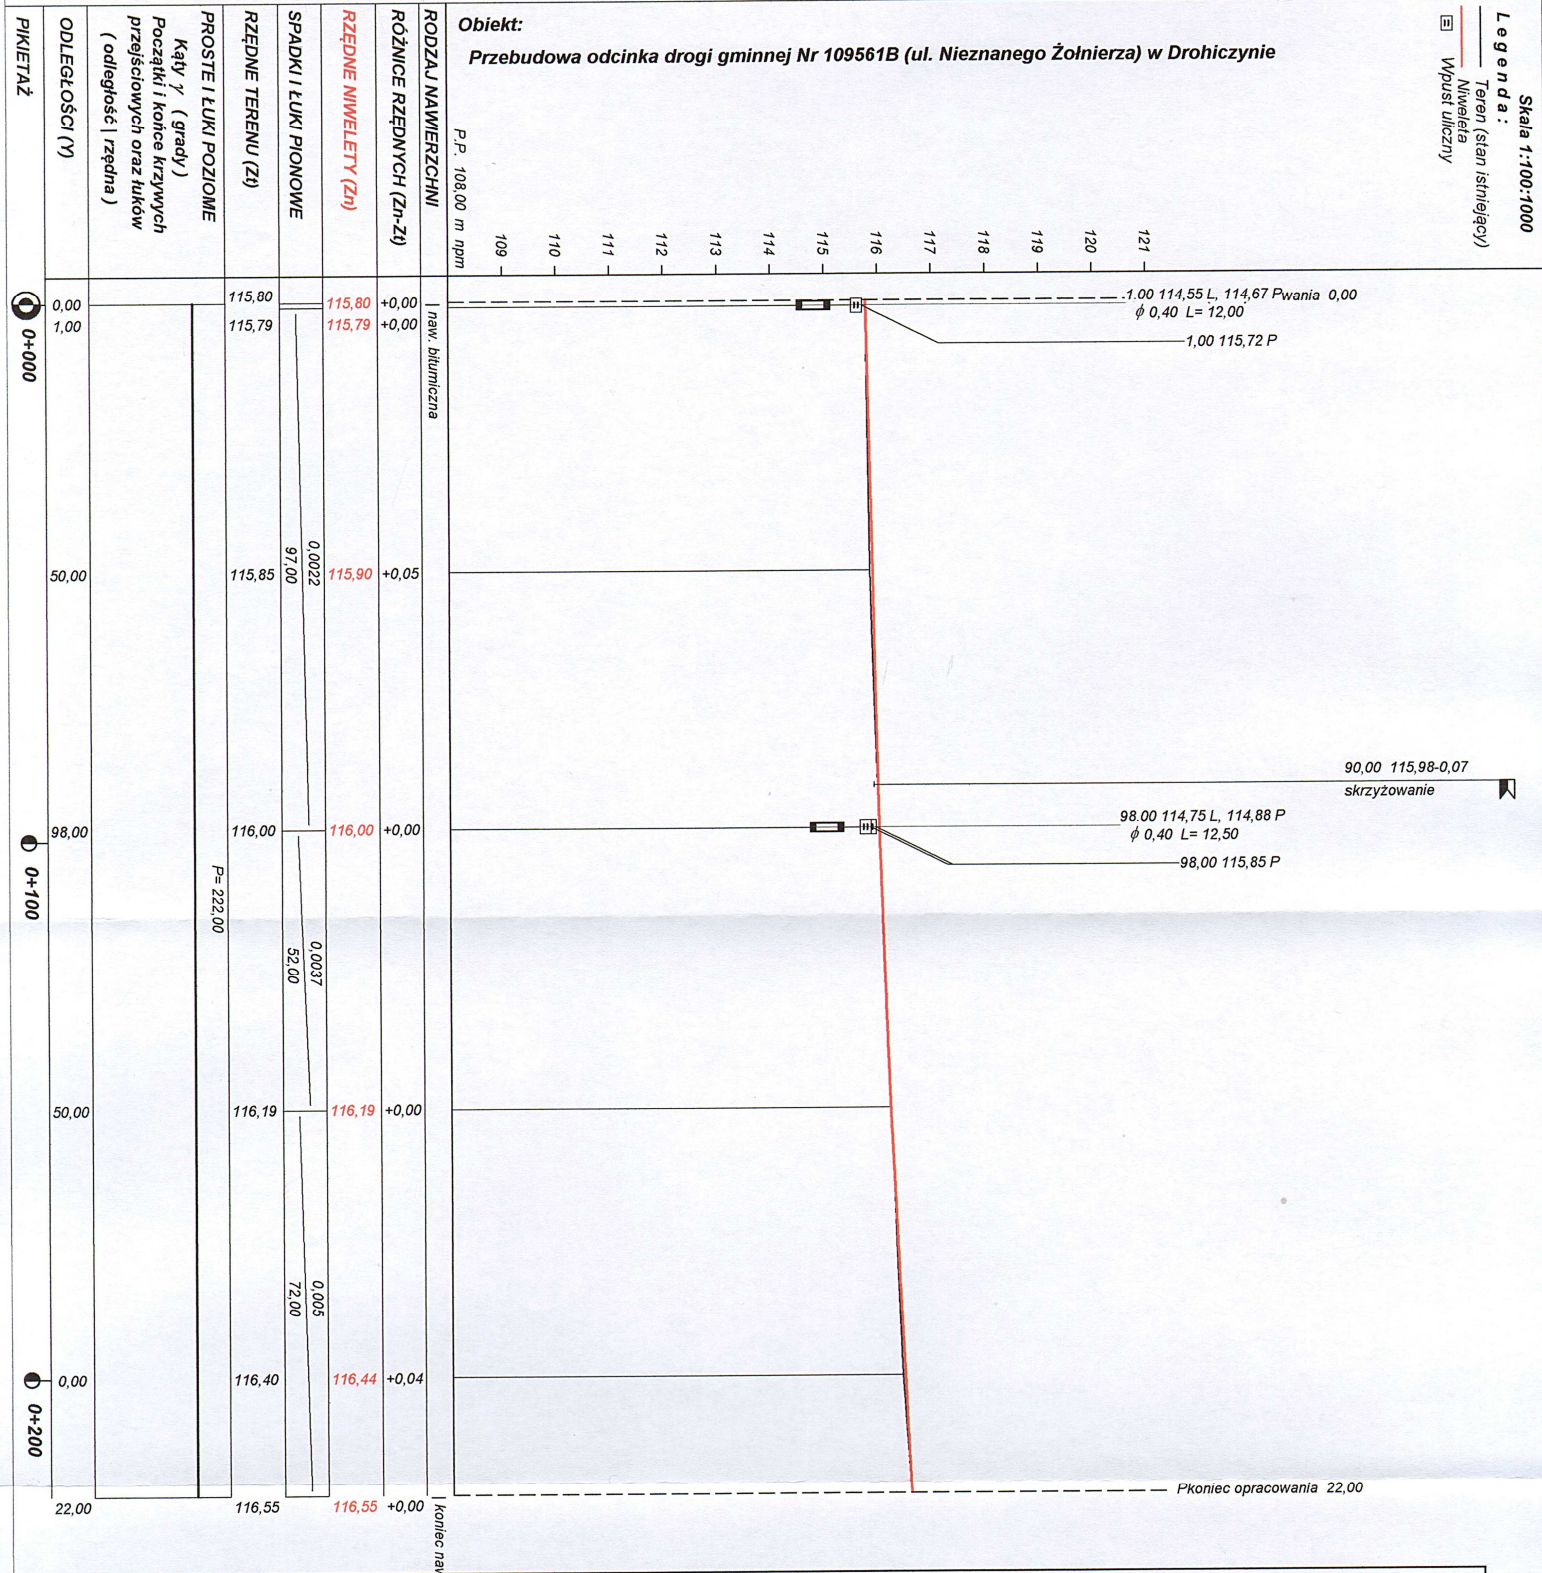 Skala 1:100:1000
Legenda:
Teren (stan istniejący)
Niweleta
Wpust uliczny
Obiekt:
Przebudowa odcinka drogi gminnej Nr 109561B (ul. Nieznanego Żołnierza) w Drohiczynie
121
120
119
118
117
116
115
114
113
112
111
110
109
P.P. 108,00 m npm
1.00 114,55 L, 114,67 Pwania 0,00
ϕ 0,40 L= 12,00
1,00 115,72 P
90,00 115,98-0,07
skrzyżowanie
98.00 114,75 L, 114,88 P
ϕ 0,40 L= 12,50
98,00 115,85 P
Pkoniec opracowania 22,00
RODZAJ NAWIERZCHNI
naw. bitumiczna
koniec naw
RÓŻNICE RZĘDNYCH (Zn-Zt)
+0,00
+0,00
+0,05
+0,00
+0,00
+0,04
+0,00
RZĘDNE NIWELETY (Zn)
115,80
115,79
115,90
116,00
116,19
116,44
116,55
SPADKI I ŁUKI PIONOWE
0,0022
97,00
0,0037
52,00
0,005
72,00
RZĘDNE TERENU (Zt)
115,80
115,79
115,85
116,00
116,19
116,40
116,55
PROSTE I ŁUKI POZIOME
P= 222,00
Kąty γ (grady)
Początki i końce krzywych
przejściowych oraz łuków
( odległość | rzędna )
ODLEGŁOŚCI (Y)
0,00
1,00
50,00
98,00
50,00
0,00
22,00
PIKIETAŻ
0+000
0+100
0+200